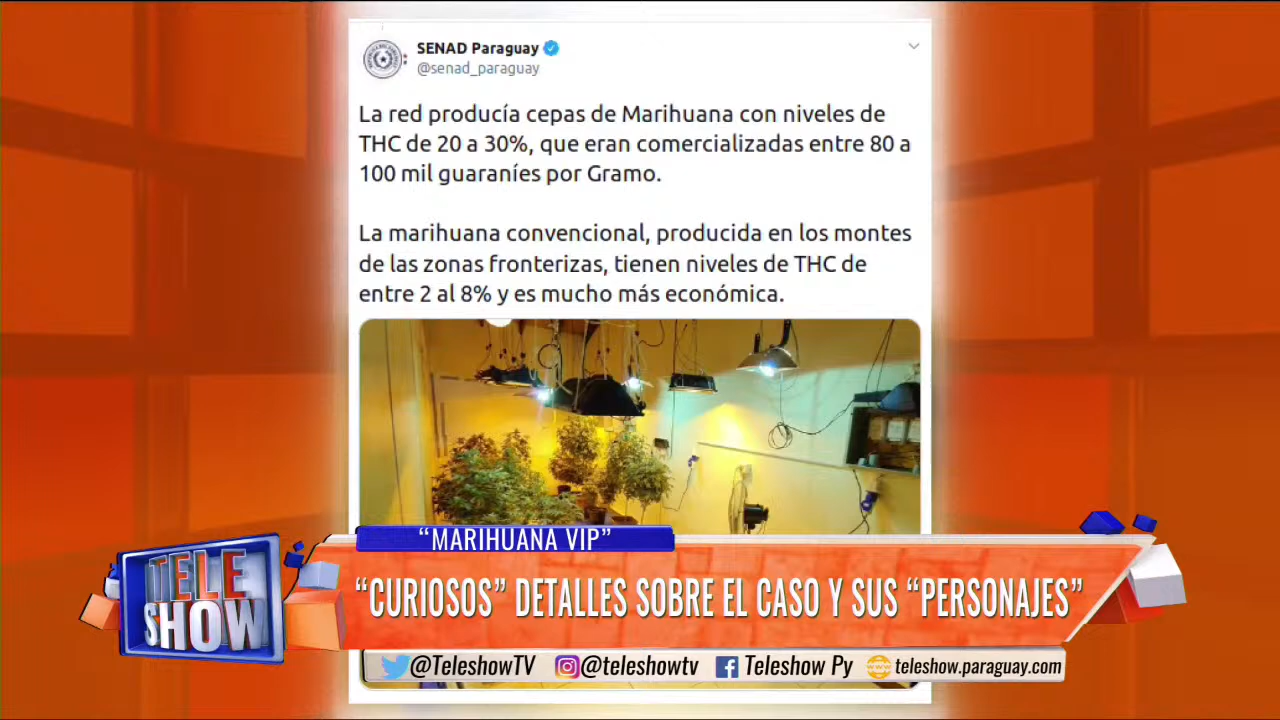 SENAD Paraguay
@senad_paraguay
La red producía cepas de Marihuana con niveles de
THC de 20 a 30%, que eran comercializadas entre 80 a
100 mil guaraníes por Gramo.
La marihuana convencional, producida en los montes
de las zonas fronterizas, tienen niveles de THC de
entre 2 al 8% y es mucho más económica.
“MARIHUANA VIP”
TELE
SHOW
“CURIOSOS” DETALLES SOBRE EL CASO Y SUS “PERSONAJES”
@TeleshowTV @teleshowtv Teleshow Py teleshow.paraguay.com